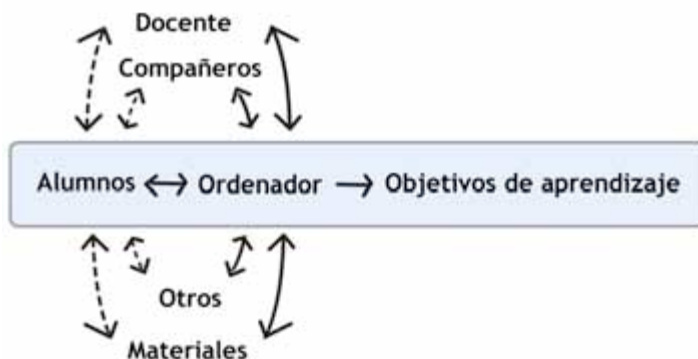 Docente
Compañeros
Alumnos Ordenador Objetivos de aprendizaje
Otros
Materiales